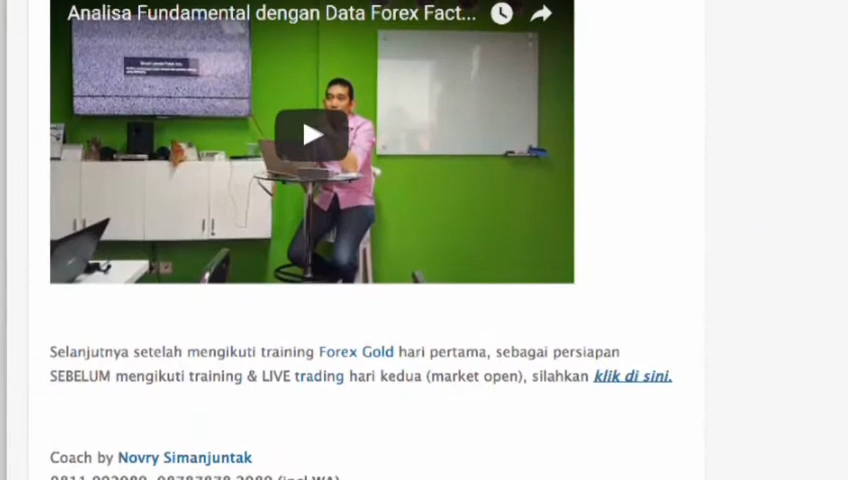 Analisa Fundamental dengan Data Forex Fact...
Selanjutnya setelah mengikuti training Forex Gold hari pertama, sebagai persiapan
SEBELUM mengikuti training & LIVE trading hari kedua (market open), silahkan klik di sini.
Coach by Novry Simanjuntak